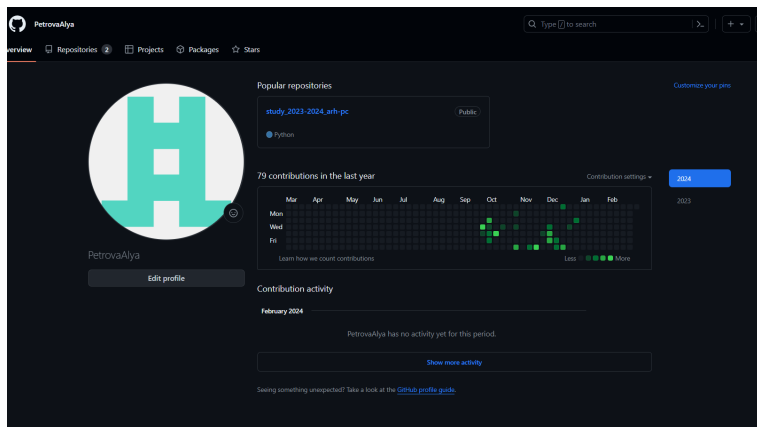 PetrovaAlya
Type / to search
verview Repositories 2 Projects Packages Stars
Popular repositories
Customize your pins
study_2023-2024_arh-pc Public
Python
79 contributions in the last year
Contribution settings
2024
2023
Mar Apr May Jun Jul Aug Sep Oct Nov Dec Jan Feb
Mon
Wed
Fri
Learn how we count contributions
Less More
PetrovaAlya
Edit profile
Contribution activity
February 2024
PetrovaAlya has no activity yet for this period.
Show more activity
Seeing something unexpected? Take a look at the GitHub profile guide.